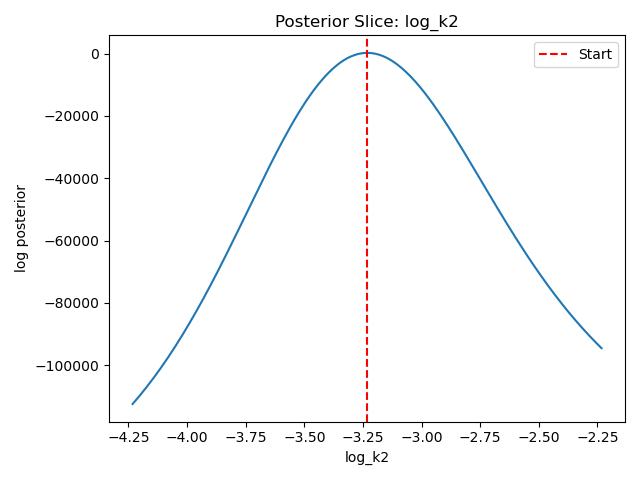 Posterior Slice: log_k2
Start
log posterior
0
−20000
−40000
−60000
−80000
−100000
−4.25 −4.00 −3.75 −3.50 −3.25 −3.00 −2.75 −2.50 −2.25
log_k2